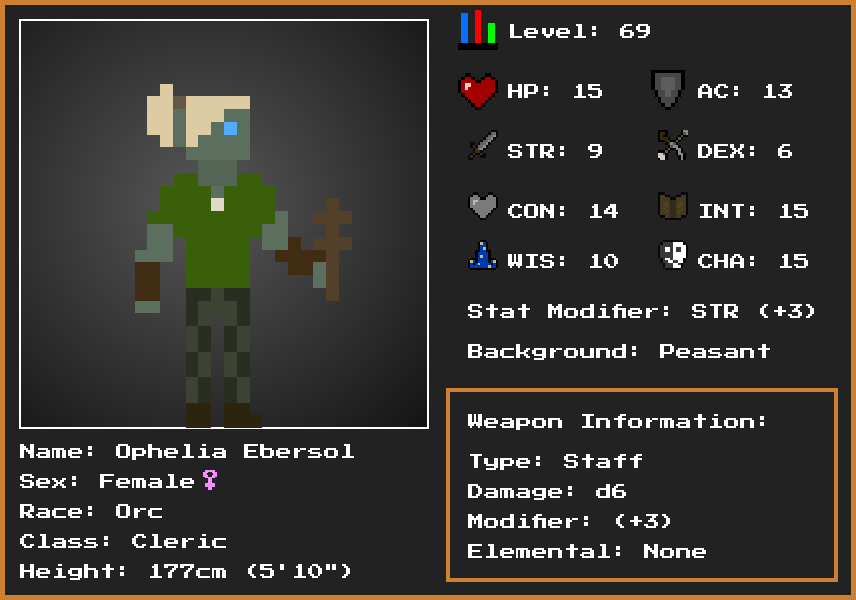 Level: 69
HP: 15
AC: 13
STR: 9
DEX: 6
CON: 14
INT: 15
WIS: 10
CHA: 15
Stat Modifier: STR (+3)
Background: Peasant
Weapon Information:
Type: Staff
Damage: d6
Modifier: (+3)
Elemental: None
Name: Ophelia Ebersol
Sex: Female♀
Race: Orc
Class: Cleric
Height: 177cm (5'10")